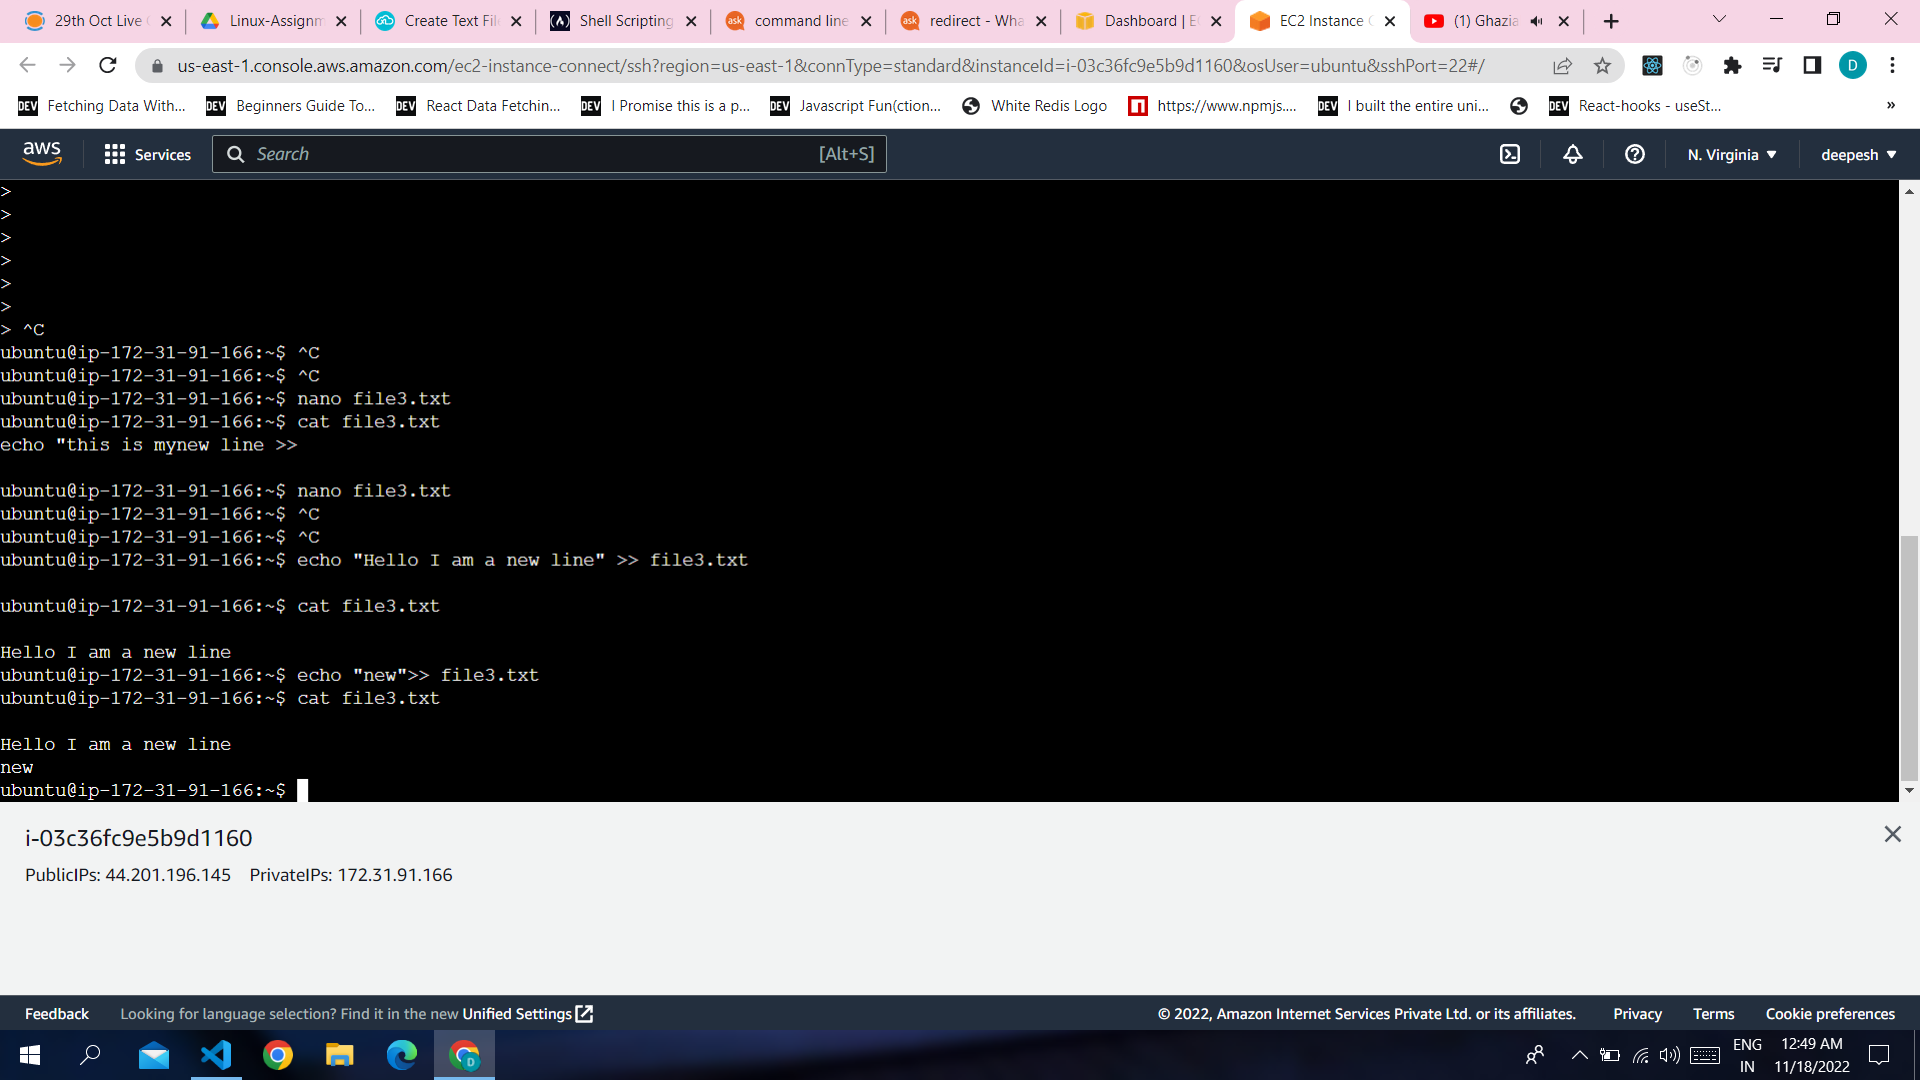 29th Oct Live
Linux-Assignm
Create Text Fil
Shell Scripting
command line
redirect - Wha
Dashboard | E
EC2 Instance C
(1) Ghazia
us-east-1.console.aws.amazon.com/ec2-instance-connect/ssh?region=us-east-1&connType=standard&instanceId=i-03c36fc9e5b9d1160&osUser=ubuntu&sshPort=22#/
D
DEV Fetching Data With...
DEV Beginners Guide To...
DEV React Data Fetchin...
DEV I Promise this is a p...
DEV Javascript Fun(ction...
White Redis Logo
https://www.npmjs....
DEV I built the entire uni...
DEV React-hooks - useSt...
»
aws
Services
Search
[Alt+S]
N. Virginia
deepesh
>
>
>
>
>
>
> ^C
ubuntu@ip-172-31-91-166:~$ ^C
ubuntu@ip-172-31-91-166:~$ ^C
ubuntu@ip-172-31-91-166:~$ nano file3.txt
ubuntu@ip-172-31-91-166:~$ cat file3.txt
echo "this is mynew line >>
ubuntu@ip-172-31-91-166:~$ nano file3.txt
ubuntu@ip-172-31-91-166:~$ ^C
ubuntu@ip-172-31-91-166:~$ ^C
ubuntu@ip-172-31-91-166:~$ echo "Hello I am a new line" >> file3.txt
ubuntu@ip-172-31-91-166:~$ cat file3.txt
Hello I am a new line
ubuntu@ip-172-31-91-166:~$ echo "new">> file3.txt
ubuntu@ip-172-31-91-166:~$ cat file3.txt
Hello I am a new line
new
ubuntu@ip-172-31-91-166:~$
i-03c36fc9e5b9d1160
PublicIPs: 44.201.196.145 PrivateIPs: 172.31.91.166
Feedback
Looking for language selection? Find it in the new Unified Settings
© 2022, Amazon Internet Services Private Ltd. or its affiliates.
Privacy
Terms
Cookie preferences
D
ENG
IN
12:49 AM
11/18/2022